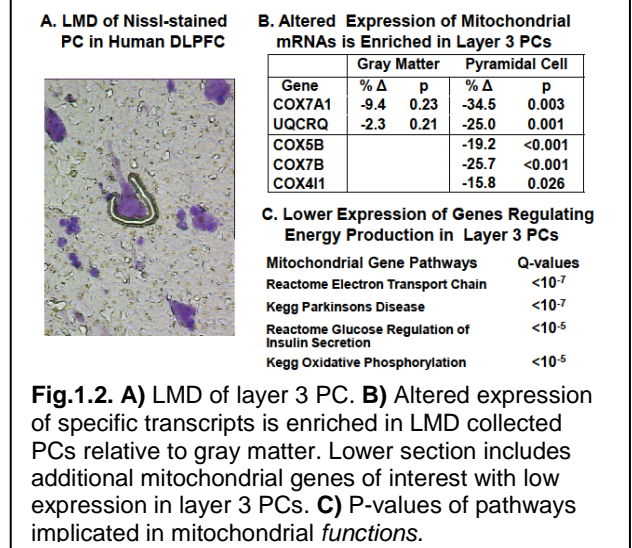 A. LMD of Nissl-stained
PC in Human DLPFC
B. Altered Expression of Mitochondrial
mRNAs is Enriched in Layer 3 PCs
Gray Matter Pyramidal Cell
Gene % Δ p % Δ p
COX7A1 -9.4 0.23 -34.5 0.003
UQCRQ -2.3 0.21 -25.0 0.001
COX5B -19.2 <0.001
COX7B -25.7 <0.001
COX4I1 -15.8 0.026
C. Lower Expression of Genes Regulating
Energy Production in Layer 3 PCs
Mitochondrial Gene Pathways Q-values
Reactome Electron Transport Chain <10⁻⁷
Kegg Parkinsons Disease <10⁻⁷
Reactome Glucose Regulation of <10⁻⁵
Insulin Secretion
Kegg Oxidative Phosphorylation <10⁻⁵
Fig.1.2. A) LMD of layer 3 PC. B) Altered expression
of specific transcripts is enriched in LMD collected
PCs relative to gray matter. Lower section includes
additional mitochondrial genes of interest with low
expression in layer 3 PCs. C) P-values of pathways
implicated in mitochondrial functions.